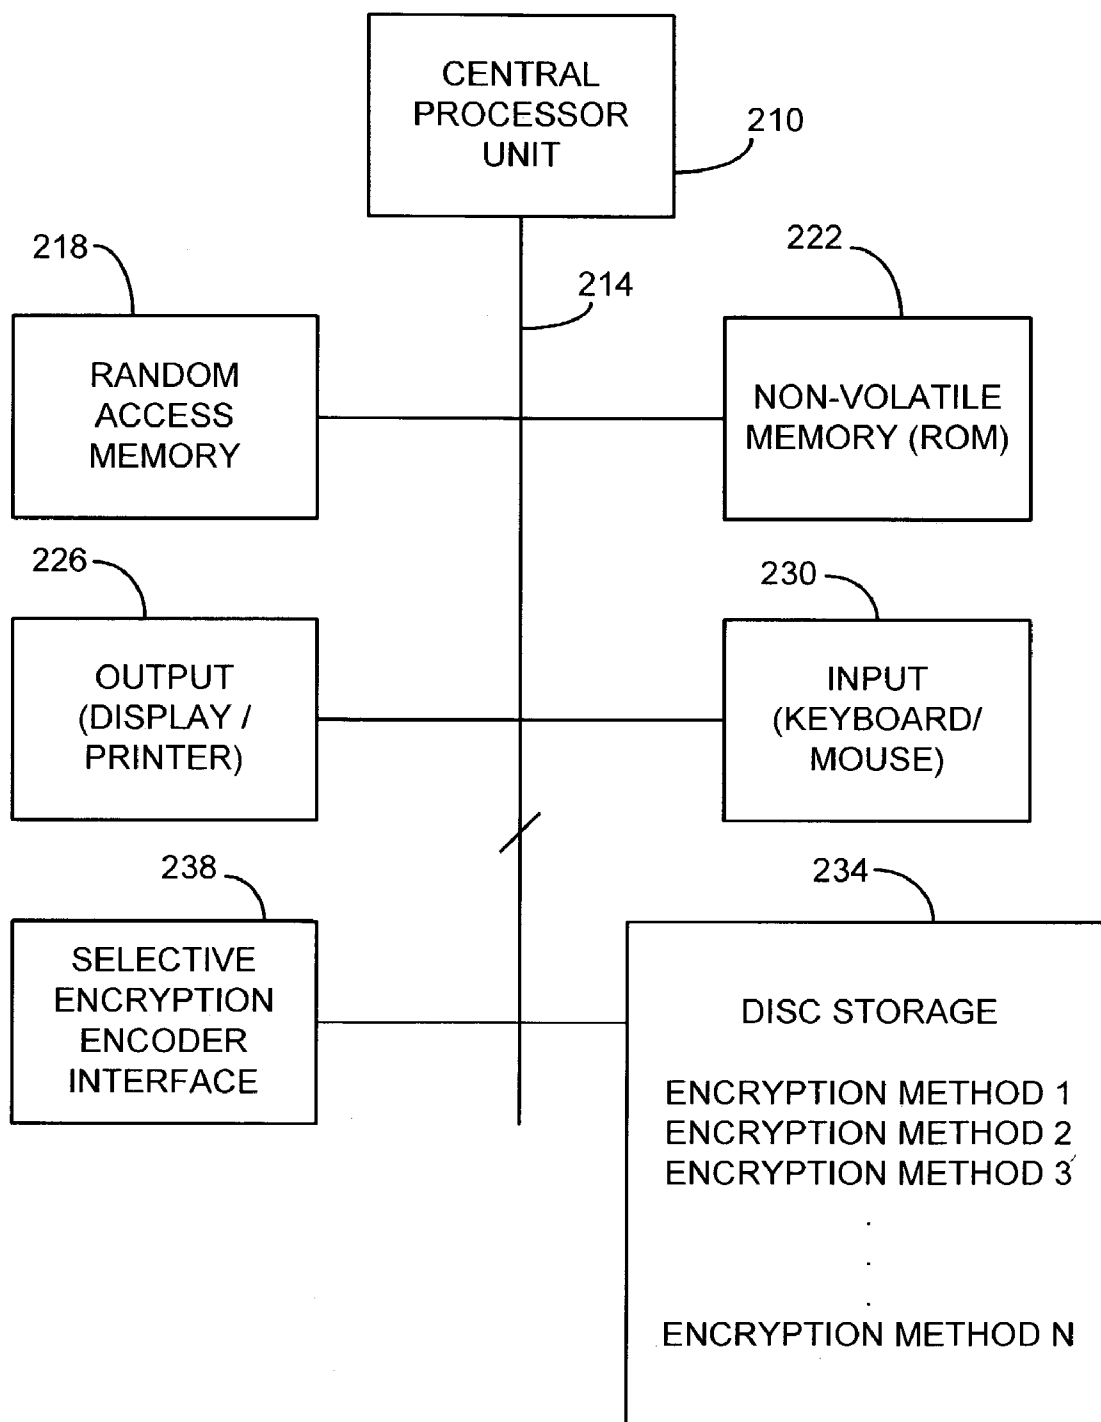 CENTRAL
PROCESSOR
UNIT
210
218
222
214
RANDOM
ACCESS
MEMORY
NON-VOLATILE
MEMORY (ROM)
226
230
OUTPUT
(DISPLAY /
PRINTER)
INPUT
(KEYBOARD/
MOUSE)
238
234
SELECTIVE
ENCRYPTION
ENCODER
INTERFACE
DISC STORAGE
ENCRYPTION METHOD 1
ENCRYPTION METHOD 2
ENCRYPTION METHOD 3
.
.
.
ENCRYPTION METHOD N